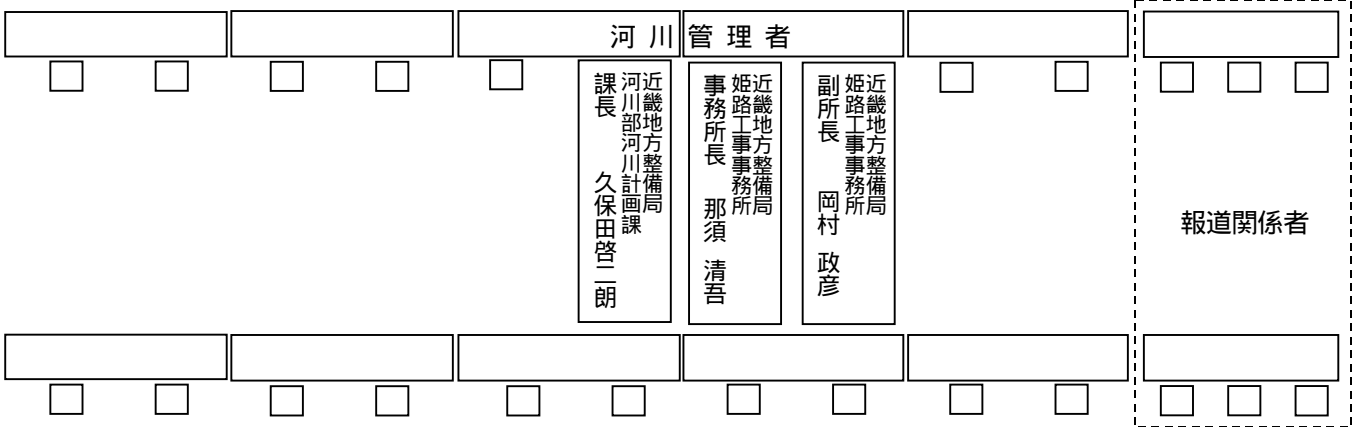 河川管理者
近畿地方整備局
河川部河川計画課
課長 久保田啓二朗
近畿地方整備局
姫路工事事務所
事務所長 那須 清吾
近畿地方整備局
姫路工事事務所
副所長 岡村 政彦
報道関係者